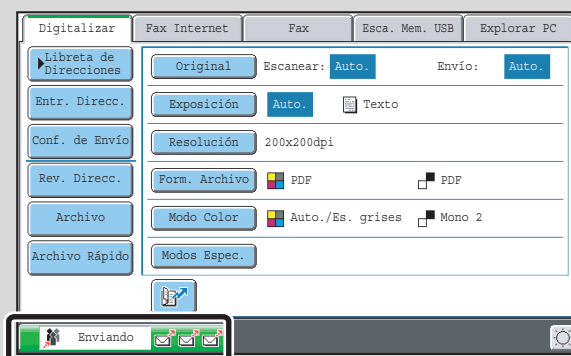 Digitalizar Fax Internet Fax Esca. Mem. USB Explorar PC
Libreta de
Direcciones
Original Escanear: Auto. Envío: Auto.
Entr. Direcc.
Exposición Auto. Texto
Conf. de Envío
Resolución 200x200dpi
Rev. Direcc.
Form. Archivo PDF PDF
Archivo
Modo Color Auto./Es. grises Mono 2
Archivo Rápido
Modos Espec.
Enviando